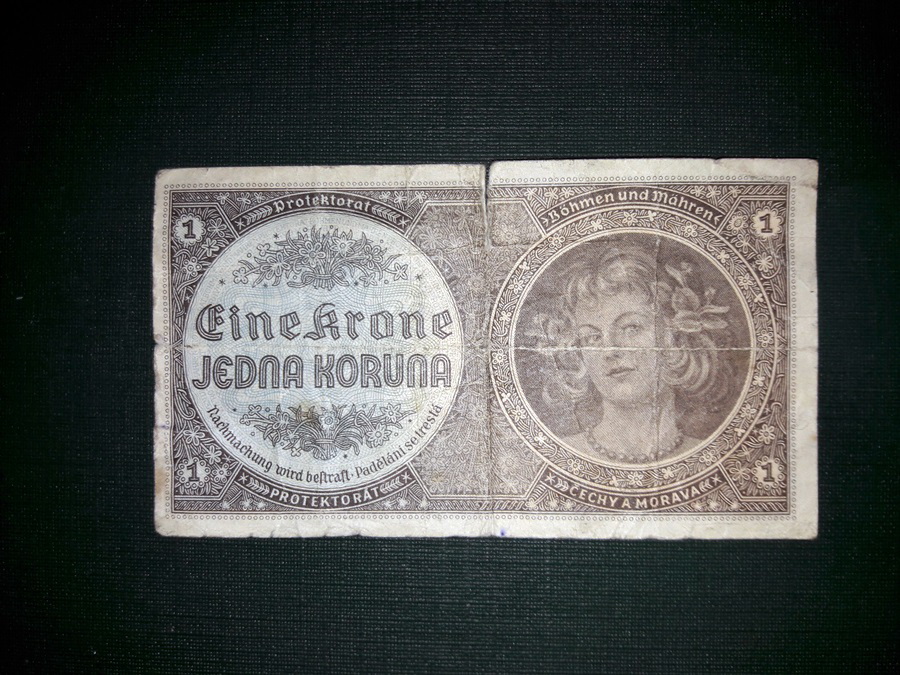 Protektorat
Böhmen und Mähren
1
1
Eine Krone
JEDNA KORUNA
Nachmachung wird bestraft · Padělání se trestá
1
1
PROTEKTORÁT
ČECHY A MORAVA